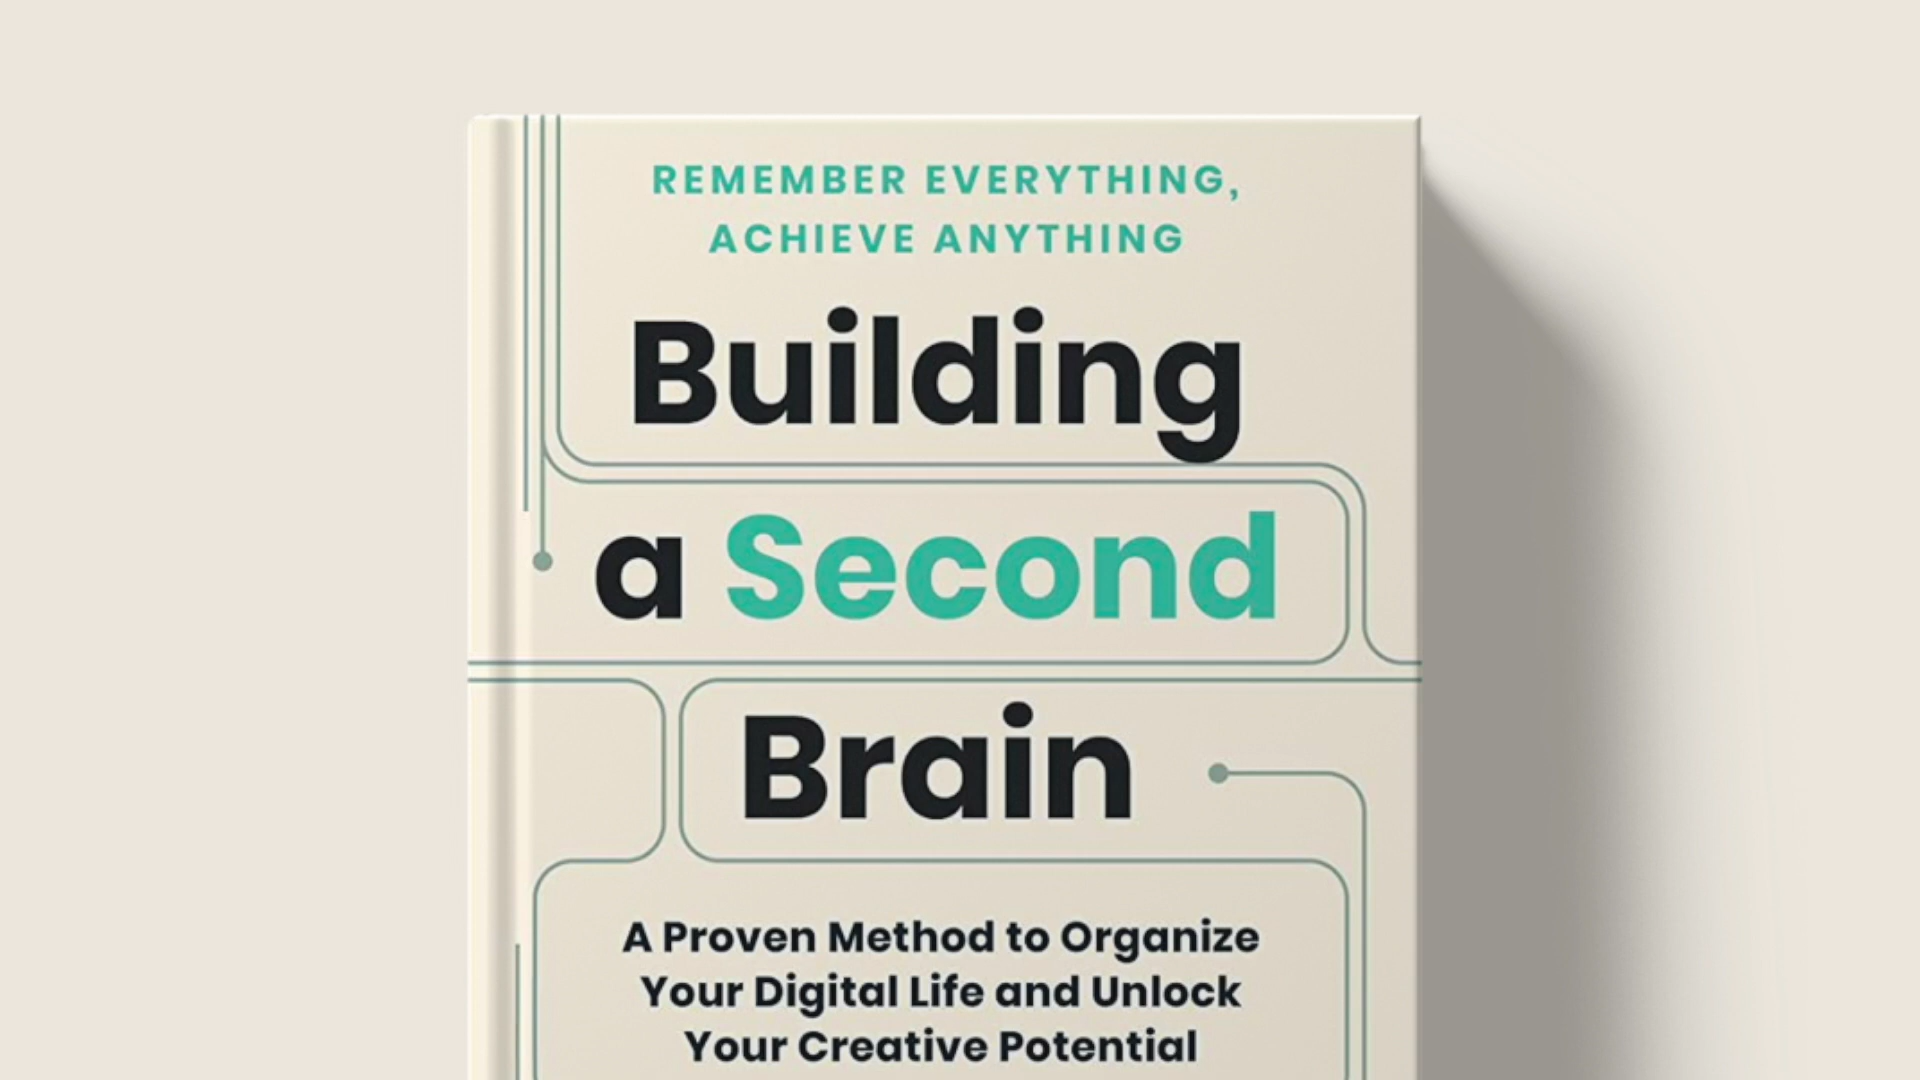 REMEMBER EVERYTHING,
ACHIEVE ANYTHING
Building
a Second
Brain
A Proven Method to Organize
Your Digital Life and Unlock
Your Creative Potential